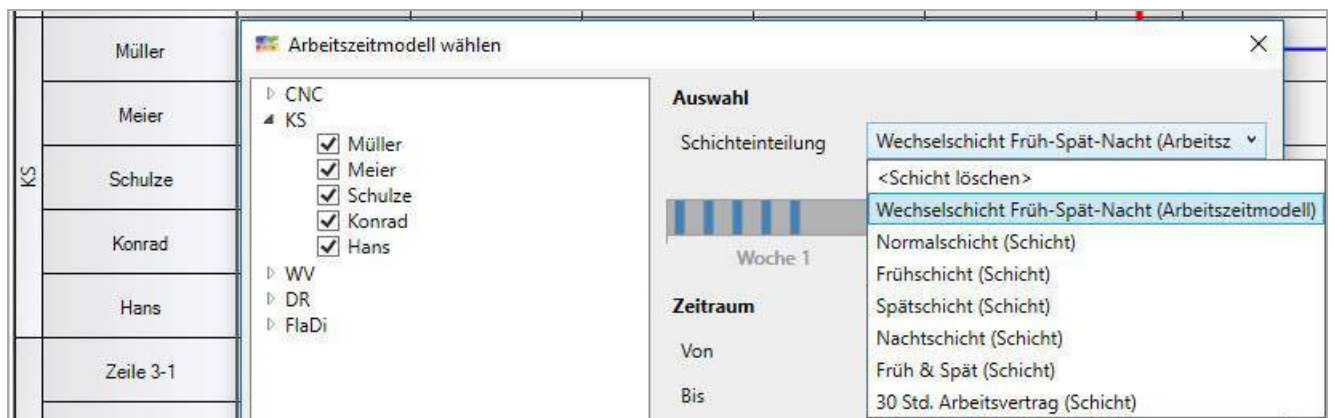 KS
Müller
Meier
Schulze
Konrad
Hans
Zeile 3-1
Arbeitszeitmodell wählen
CNC
KS
Müller
Meier
Schulze
Konrad
Hans
WV
DR
FlaDi
Auswahl
Schichteinteilung
Wechselschicht Früh-Spät-Nacht (Arbeitsz
<Schicht löschen>
Wechselschicht Früh-Spät-Nacht (Arbeitszeitmodell)
Normalschicht (Schicht)
Frühschicht (Schicht)
Spätschicht (Schicht)
Nachtschicht (Schicht)
Früh & Spät (Schicht)
30 Std. Arbeitsvertrag (Schicht)
Woche 1
Zeitraum
Von
Bis